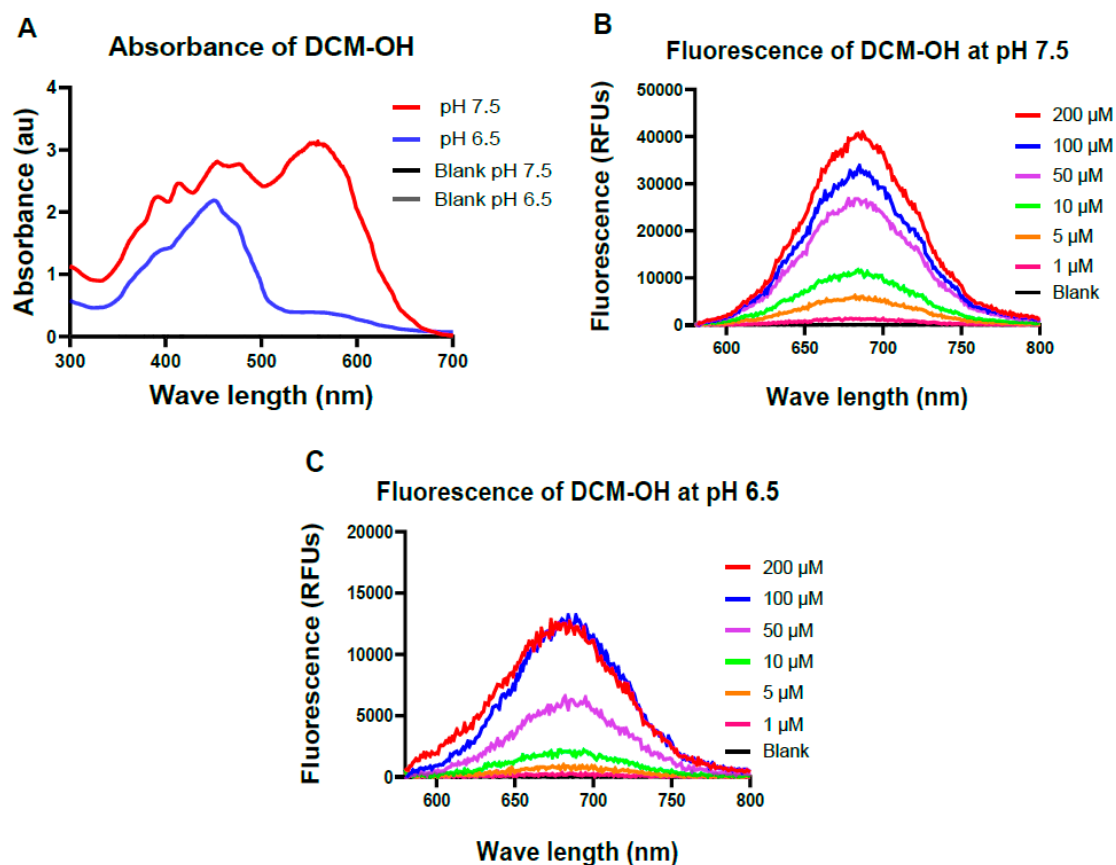 A
Absorbance of DCM-OH
Absorbance (au)
4
3
2
1
0
300 400 500 600 700
Wave length (nm)
pH 7.5
pH 6.5
Blank pH 7.5
Blank pH 6.5
B
Fluorescence of DCM-OH at pH 7.5
Fluorescence (RFUs)
50000
40000
30000
20000
10000
0
600 650 700 750 800
Wave length (nm)
200 µM
100 µM
50 µM
10 µM
5 µM
1 µM
Blank
C
Fluorescence of DCM-OH at pH 6.5
Fluorescence (RFUs)
20000
15000
10000
5000
0
600 650 700 750 800
Wave length (nm)
200 µM
100 µM
50 µM
10 µM
5 µM
1 µM
Blank